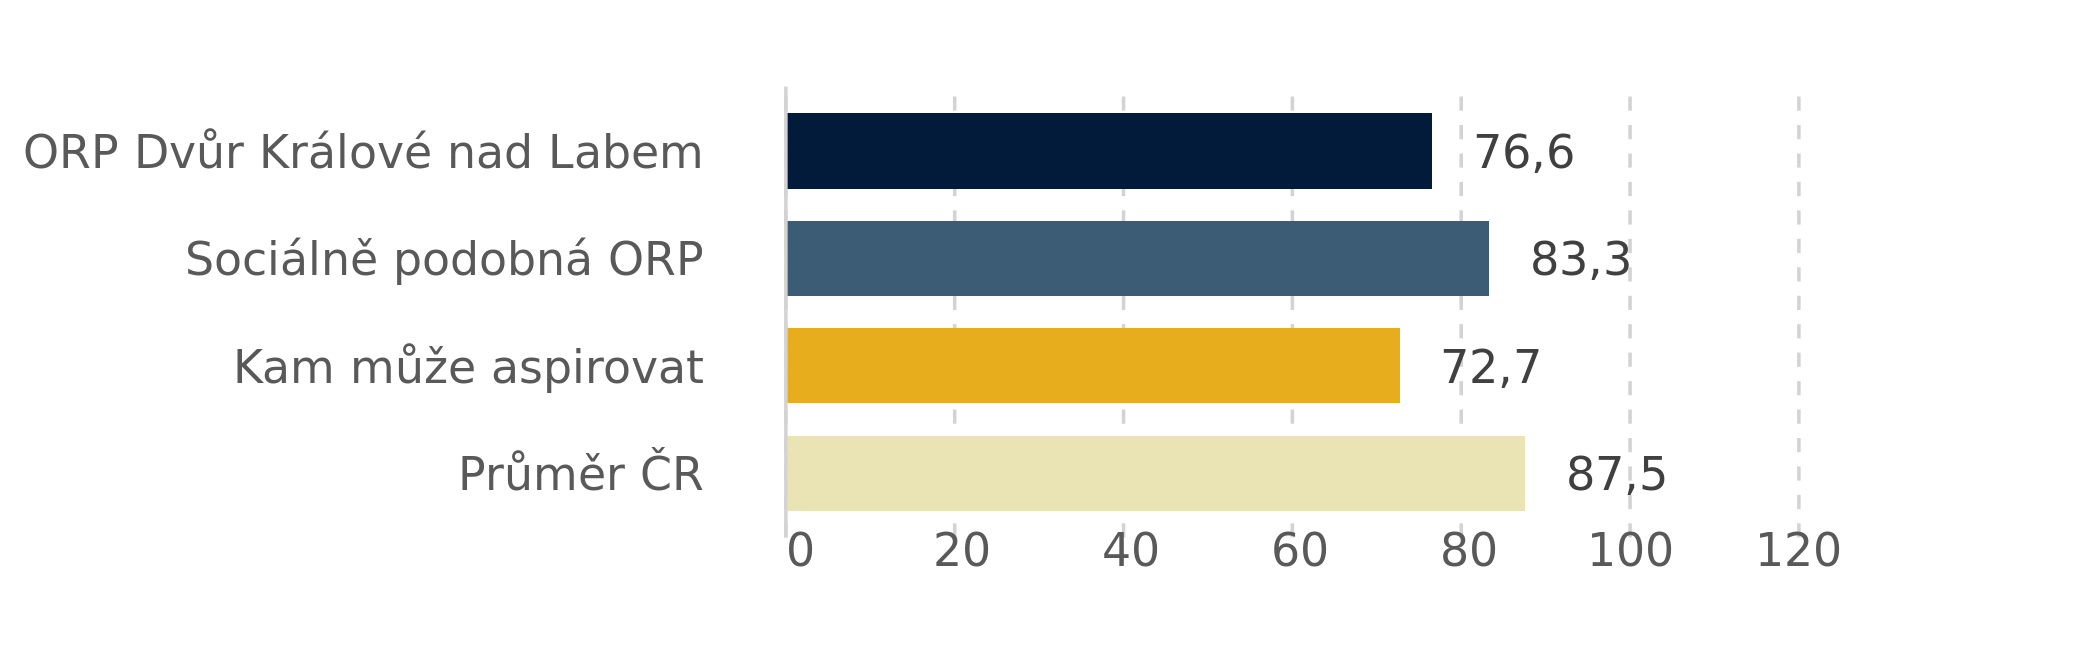 ORP Dvůr Králové nad Labem 76,6
Sociálně podobná ORP 83,3
Kam může aspirovat 72,7
Průměr ČR 87,5
0 20 40 60 80 100 120